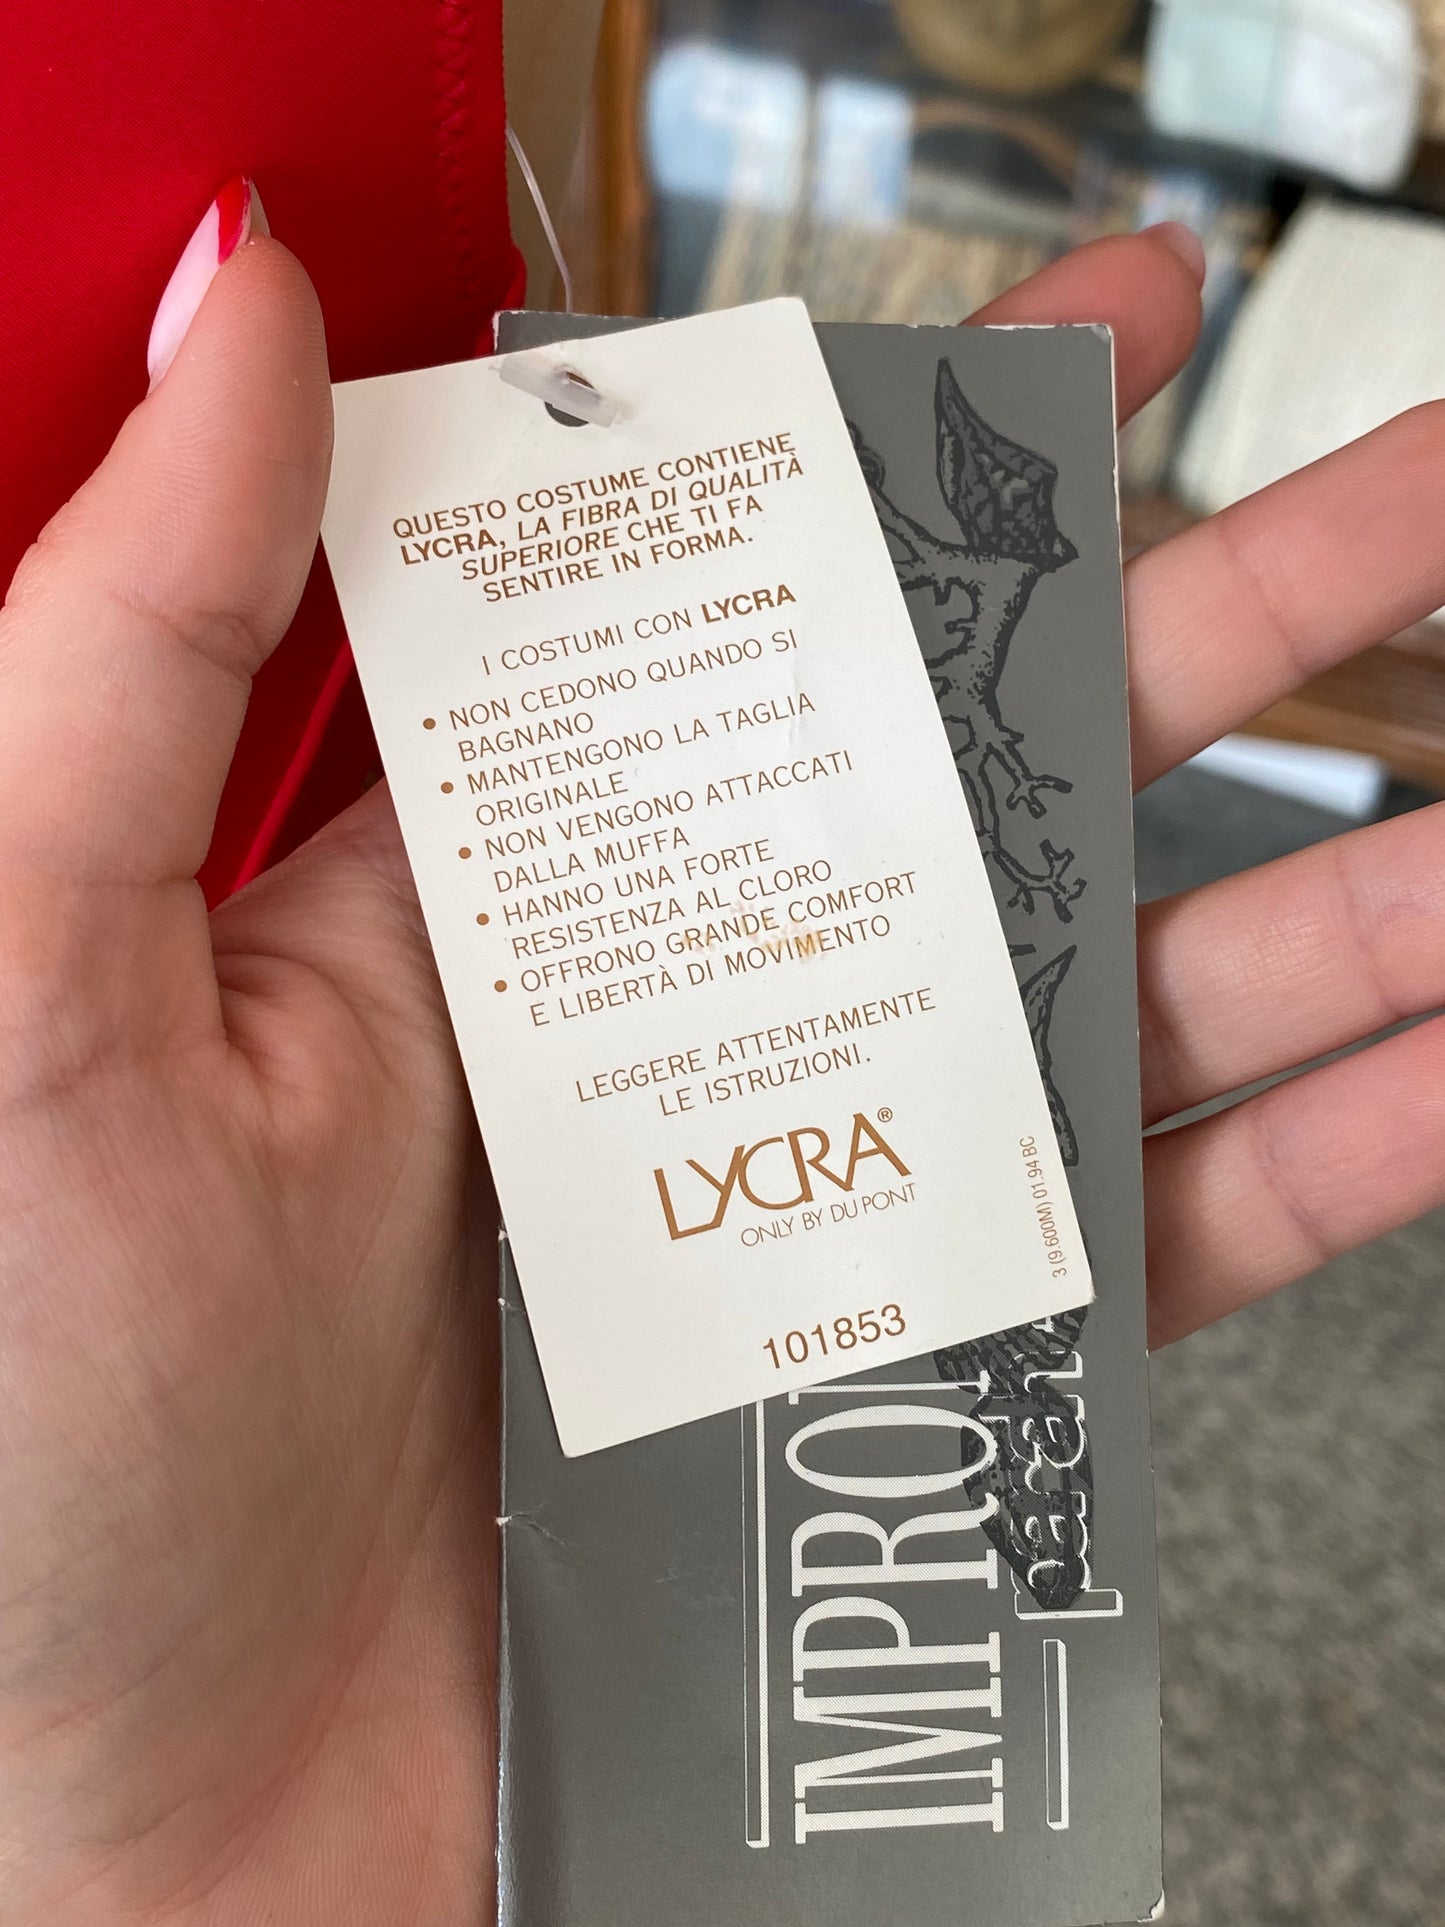 QUESTO COSTUME CONTIENE
LYCRA, LA FIBRA DI QUALITÀ
SUPERIORE CHE TI FA
SENTIRE IN FORMA.
I COSTUMI CON LYCRA
• NON CEDONO QUANDO SI
BAGNANO
• MANTENGONO LA TAGLIA
ORIGINALE
• NON VENGONO ATTACCATI
DALLA MUFFA
• HANNO UNA FORTE
RESISTENZA AL CLORO
• OFFRONO GRANDE COMFORT
E LIBERTÀ DI MOVIMENTO
LEGGERE ATTENTAMENTE
LE ISTRUZIONI.
LYCRA®
ONLY BY DU PONT
3 (9.600M) 01.94 BC
101853
IMPRO